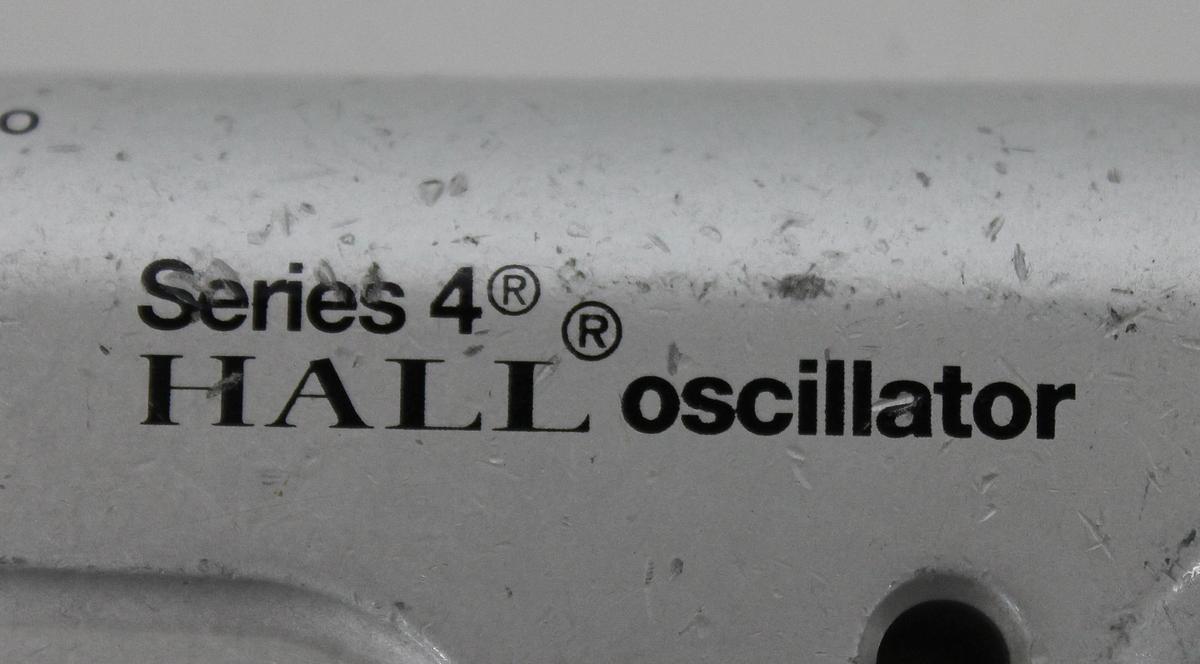 o
Series 4®
HALL® oscillator